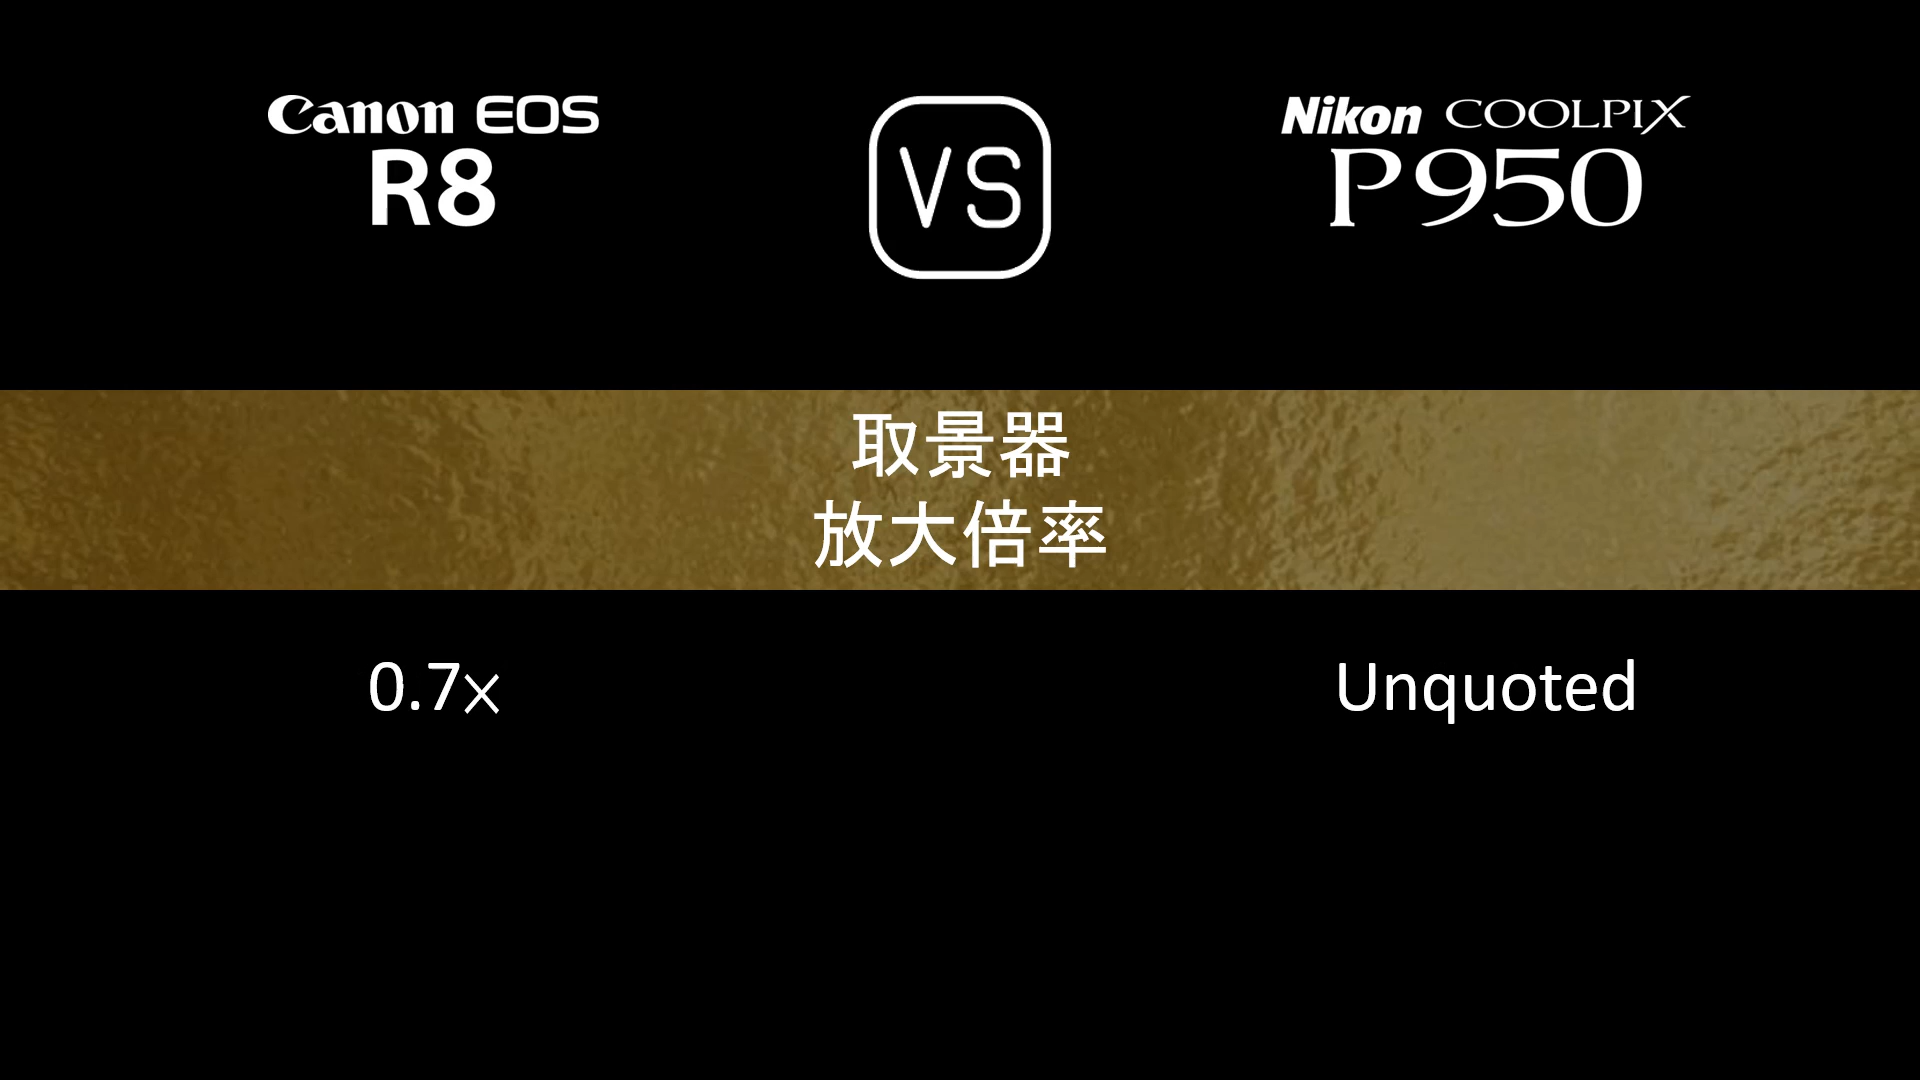 Canon EOS
R8
VS
Nikon COOLPIX
P950
取景器
放大倍率
0.7x
Unquoted